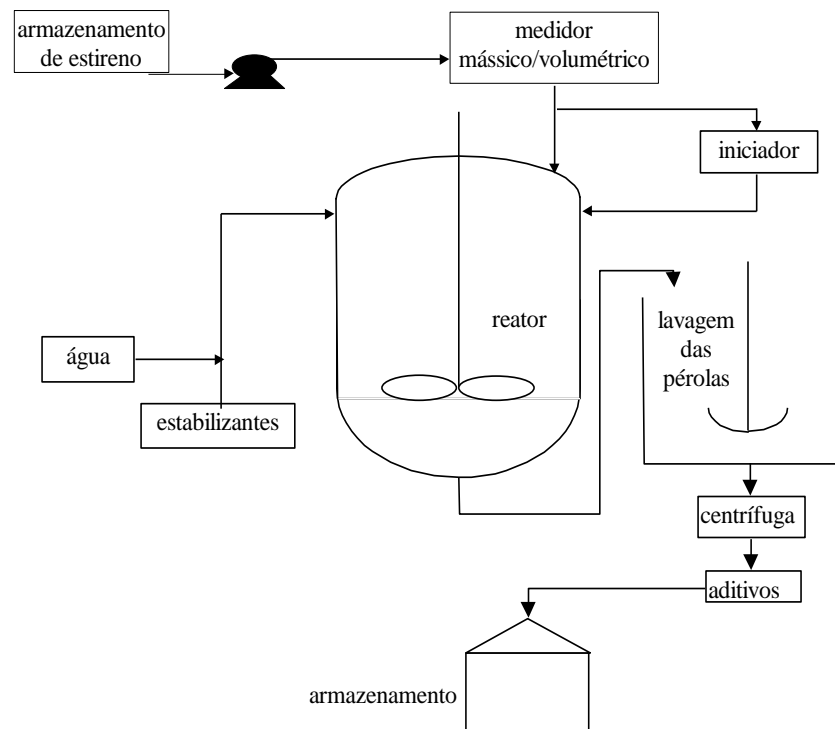 armazenamento
de estireno
medidor
mássico/volumétrico
iniciador
reator
lavagem
das
pérolas
água
estabilizantes
centrífuga
aditivos
armazenamento